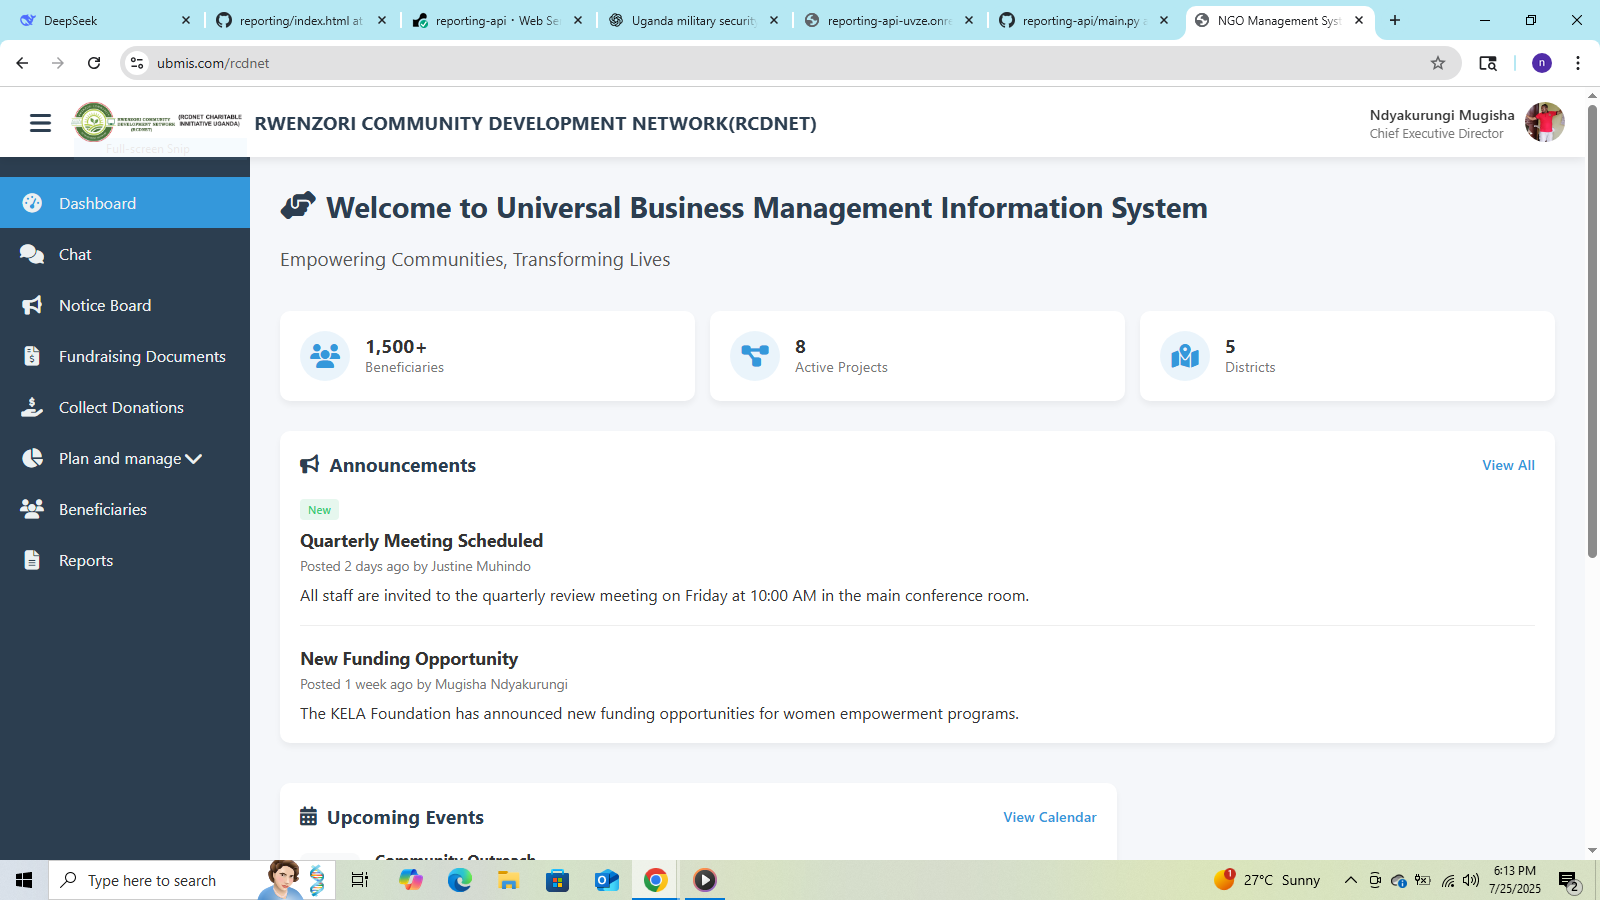 DeepSeek
reporting/index.html at
reporting-api · Web Se
Uganda military security
reporting-api-uvze.onre
reporting-api/main.py a
NGO Management Syst
ubmis.com/rcdnet
n
RWENZORI COMMUNITY DEVELOPMENT NETWORK (RCDNET)
(RCDNET CHARITABLE INNITIATIVE UGANDA)
RWENZORI COMMUNITY DEVELOPMENT NETWORK(RCDNET)
Ndyakurungi Mugisha
Chief Executive Director
Full-screen Snip
Dashboard
Chat
Notice Board
Fundraising Documents
Collect Donations
Plan and manage
Beneficiaries
Reports
Welcome to Universal Business Management Information System
Empowering Communities, Transforming Lives
1,500+
Beneficiaries
8
Active Projects
5
Districts
Announcements
View All
New
Quarterly Meeting Scheduled
Posted 2 days ago by Justine Muhindo
All staff are invited to the quarterly review meeting on Friday at 10:00 AM in the main conference room.
New Funding Opportunity
Posted 1 week ago by Mugisha Ndyakurungi
The KELA Foundation has announced new funding opportunities for women empowerment programs.
Upcoming Events
View Calendar
Community Outreach
Type here to search
1
27°C Sunny
6:13 PM
7/25/2025
2